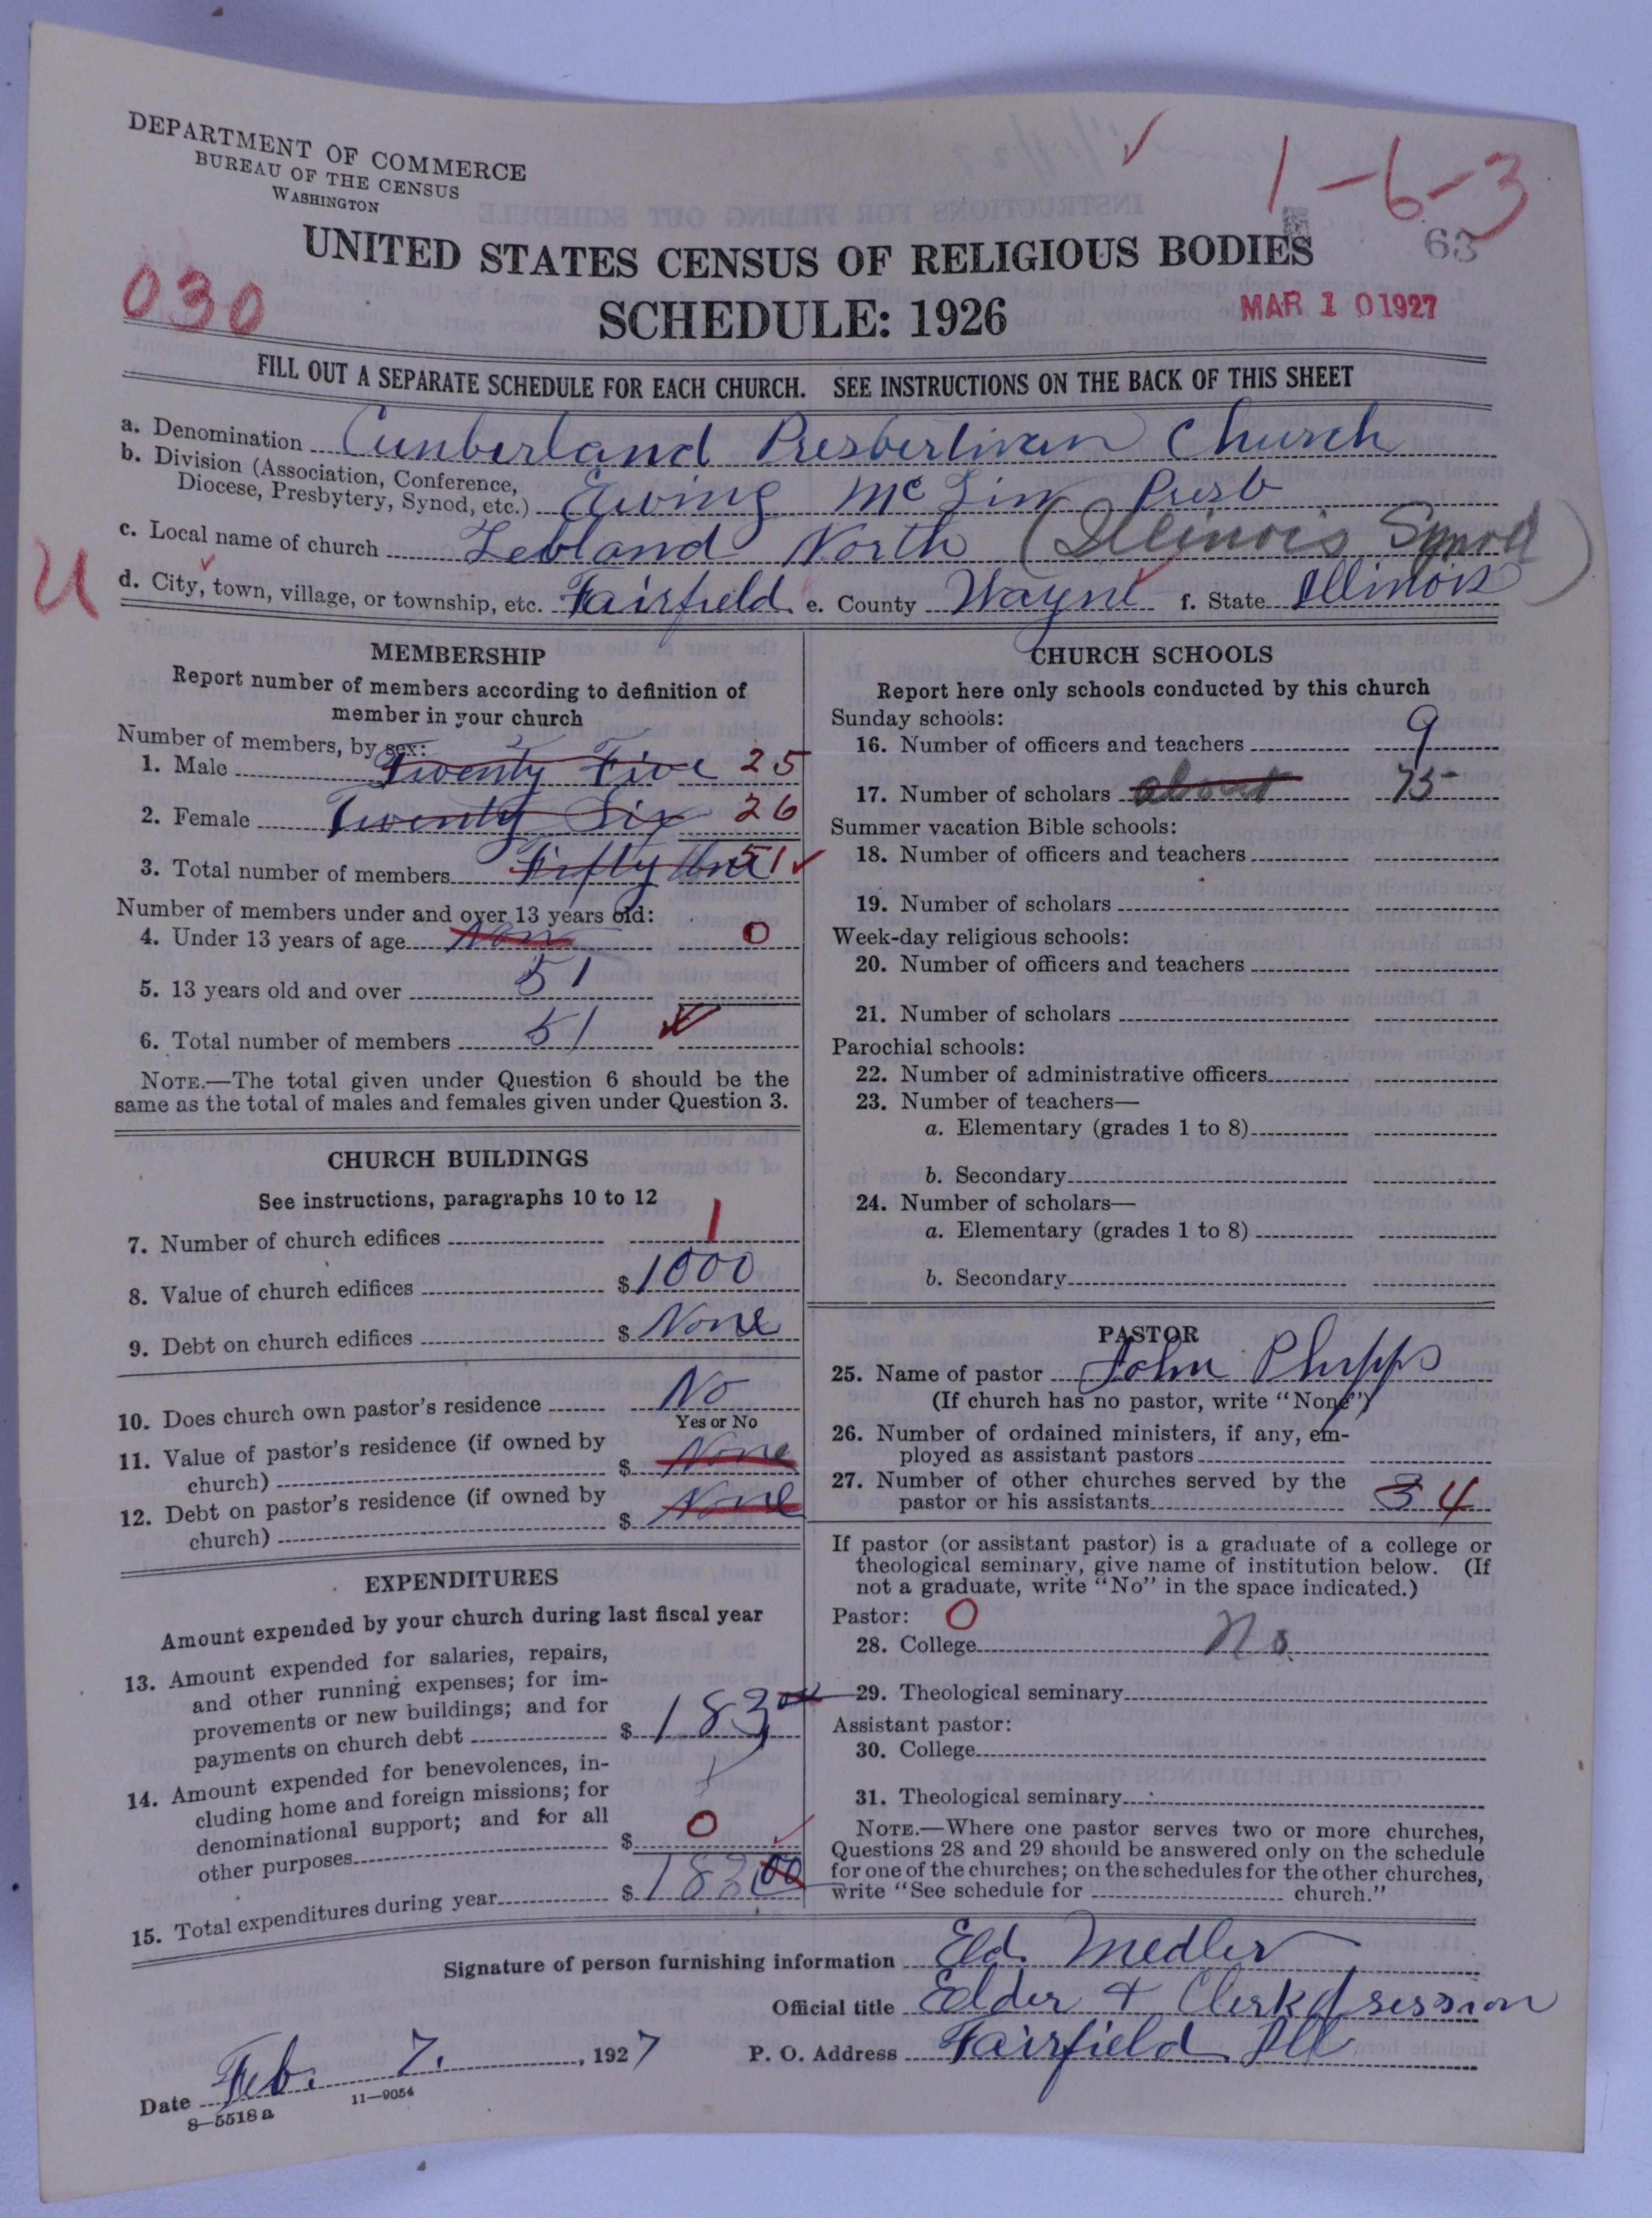 DEPARTMENT OF COMMERCE
BUREAU OF THE CENSUS
WASHINGTON
1-6-3
63
UNITED STATES CENSUS OF RELIGIOUS BODIES
030
SCHEDULE: 1926
MAR 10 1927
FILL OUT A SEPARATE SCHEDULE FOR EACH CHURCH. SEE INSTRUCTIONS ON THE BACK OF THIS SHEET
a. Denomination Cunberland Presbertivan Church
b. Division (Association, Conference,
Diocese, Presbytery, Synod, etc.) Ewing Mc Lin Presb
c. Local name of church North (Illinois Synod)
U
d. City, town, village, or township, etc. Fairfield e. County Wayne f. State Illinois
MEMBERSHIP
Report number of members according to definition of
member in your church
Number of members, by sex:
1. Male Twenty Five 25
2. Female Twenty Six 26
3. Total number of members Fifty One 51
Number of members under and over 13 years old:
4. Under 13 years of age None 0
5. 13 years old and over 51
6. Total number of members 51
NOTE.—The total given under Question 6 should be the
same as the total of males and females given under Question 3.
CHURCH BUILDINGS
See instructions, paragraphs 10 to 12
7. Number of church edifices 1
8. Value of church edifices $ 1000
9. Debt on church edifices $ None
10. Does church own pastor's residence No
Yes or No
11. Value of pastor's residence (if owned by
church) $ None
12. Debt on pastor's residence (if owned by
church) $ None
EXPENDITURES
Amount expended by your church during last fiscal year
13. Amount expended for salaries, repairs,
and other running expenses; for im-
provements or new buildings; and for
payments on church debt $ 183
14. Amount expended for benevolences, in-
cluding home and foreign missions; for
denominational support; and for all
other purposes $ 0
15. Total expenditures during year $ 183 00
CHURCH SCHOOLS
Report here only schools conducted by this church
Sunday schools:
16. Number of officers and teachers 9
17. Number of scholars about 75
Summer vacation Bible schools:
18. Number of officers and teachers
19. Number of scholars
Week-day religious schools:
20. Number of officers and teachers
21. Number of scholars
Parochial schools:
22. Number of administrative officers
23. Number of teachers—
a. Elementary (grades 1 to 8)
b. Secondary
24. Number of scholars—
a. Elementary (grades 1 to 8)
b. Secondary
PASTOR
25. Name of pastor John Phipps
(If church has no pastor, write "None")
26. Number of ordained ministers, if any, em-
ployed as assistant pastors
27. Number of other churches served by the
pastor or his assistants 3 4
If pastor (or assistant pastor) is a graduate of a college or
theological seminary, give name of institution below. (If
not a graduate, write "No" in the space indicated.)
Pastor: 0
28. College No
29. Theological seminary
Assistant pastor:
30. College
31. Theological seminary
NOTE.—Where one pastor serves two or more churches,
Questions 28 and 29 should be answered only on the schedule
for one of the churches; on the schedules for the other churches,
write "See schedule for church."
Signature of person furnishing information Eld. Medler
Official title Elder + Clerk of session
Date Feb. 7, 1927 P. O. Address Fairfield Ill
8-5518 a 11-9054